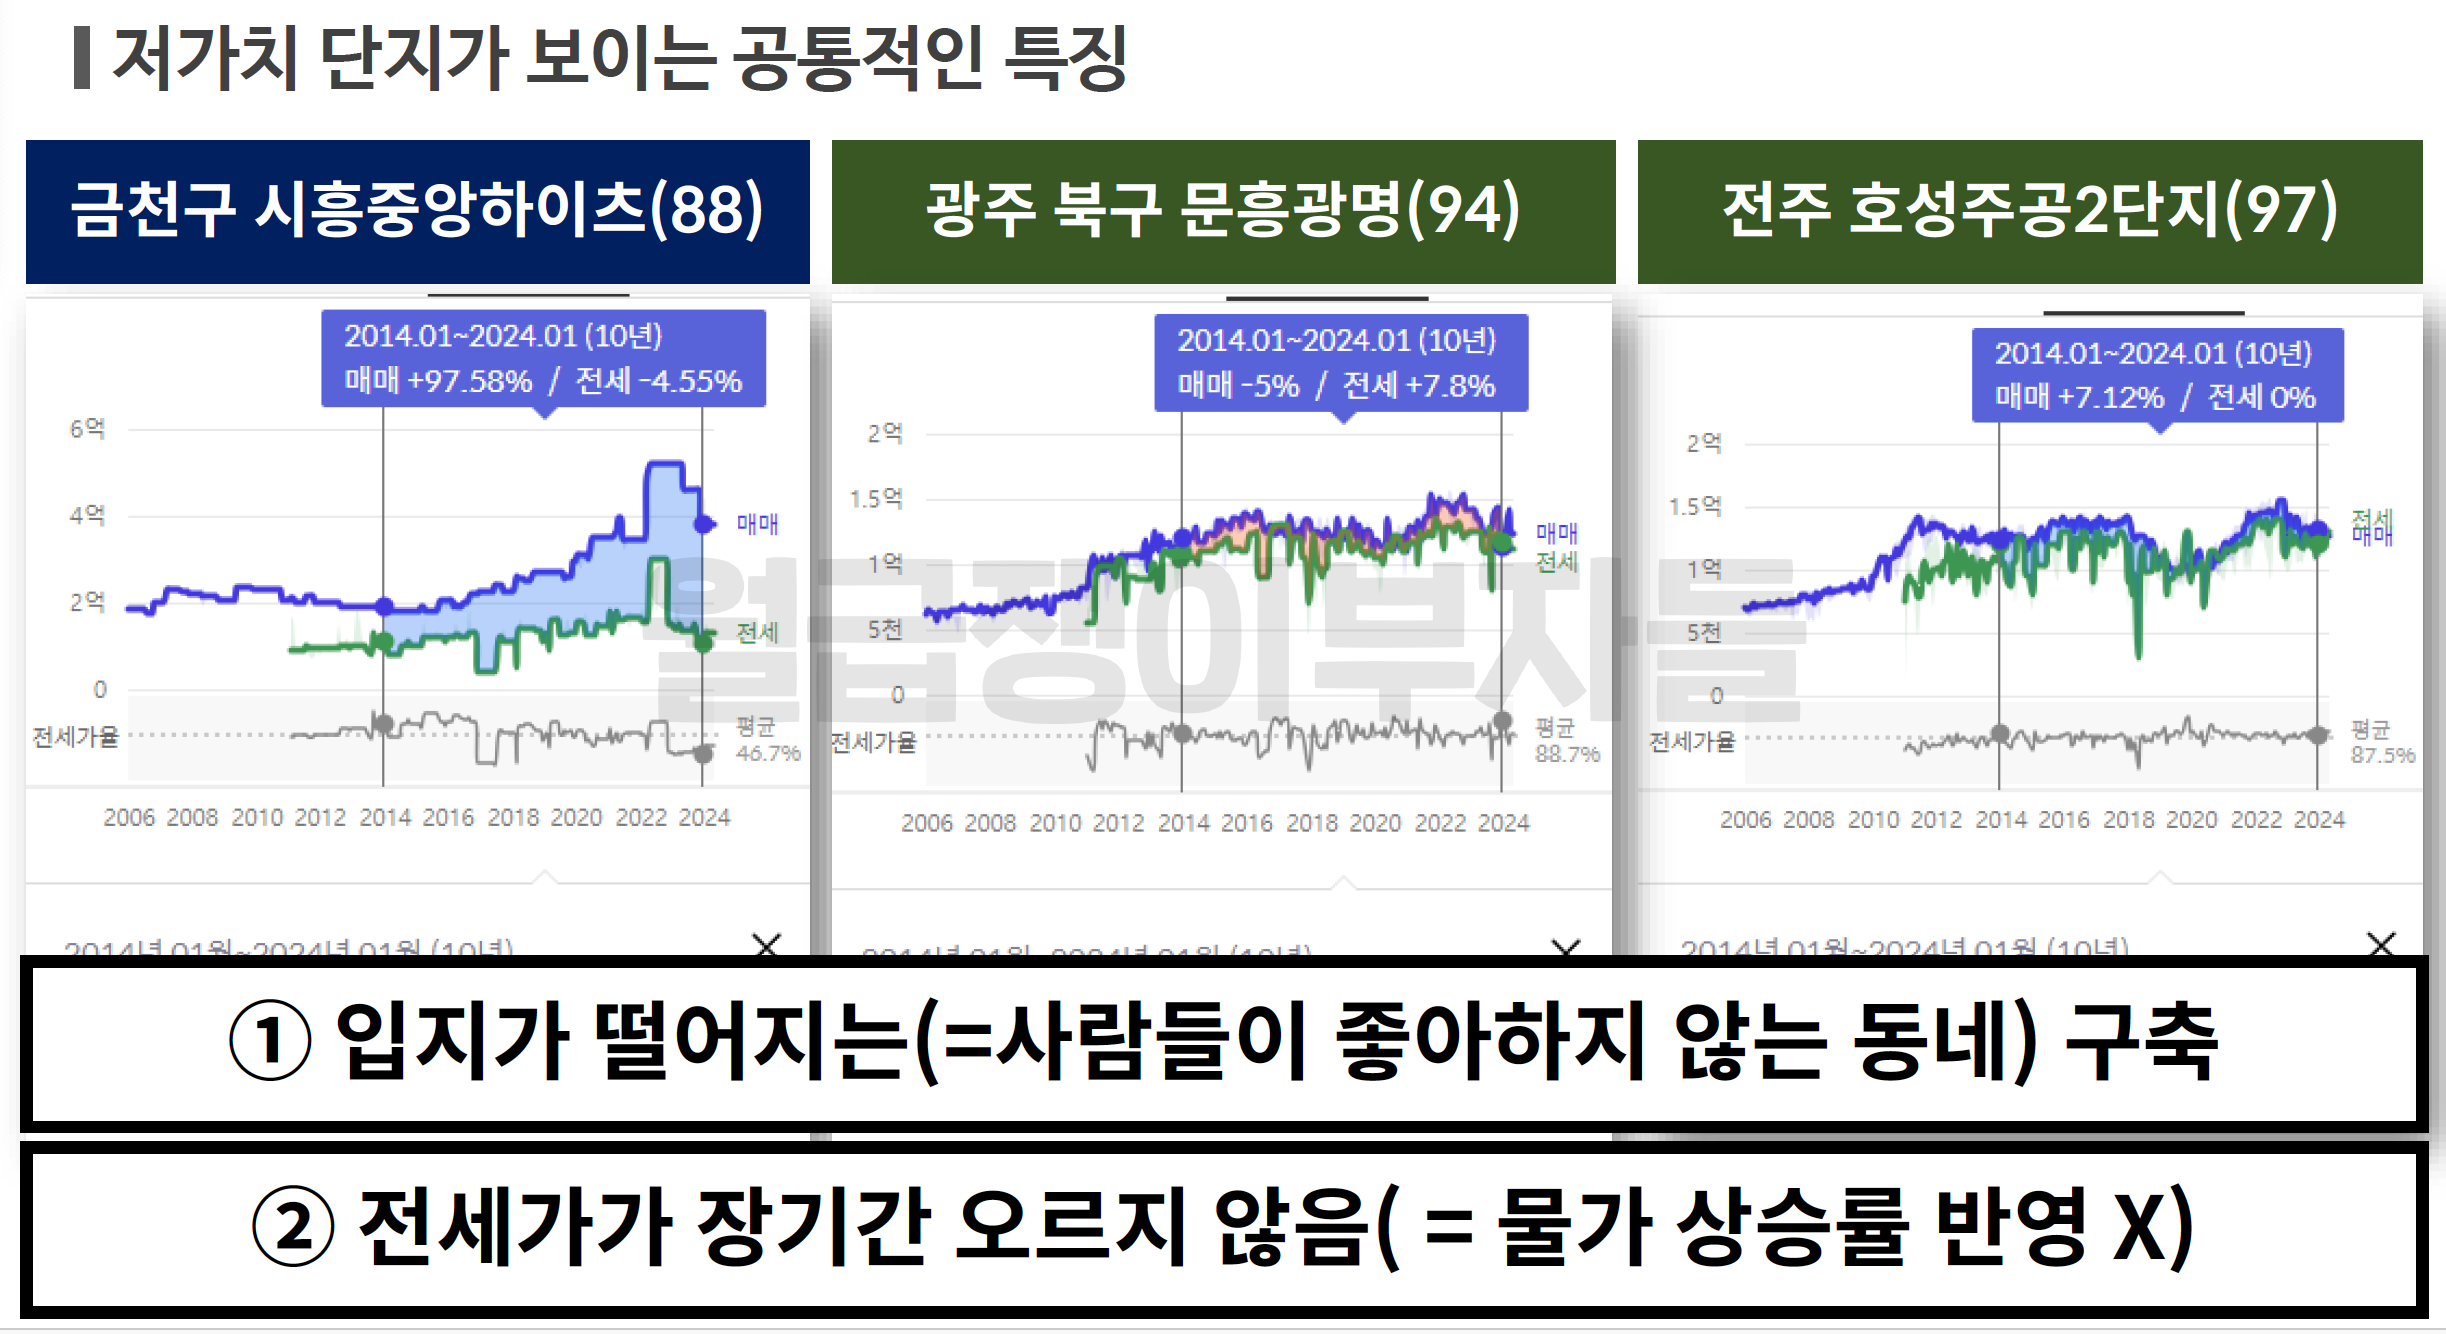 저가치 단지가 보이는 공통적인 특징
금천구 시흥중앙하이츠(88)
2014.01~2024.01 (10년)
매매 +97.58% / 전세 -4.55%
6억
4억
2억
0
매매
전세
전세가율
평균
46.7%
2006 2008 2010 2012 2014 2016 2018 2020 2022 2024
2014년 01월~2024년 01월 (10년)
광주 북구 문흥광명(94)
2014.01~2024.01 (10년)
매매 -5% / 전세 +7.8%
2억
1.5억
1억
5천
0
매매
전세
전세가율
평균
88.7%
2006 2008 2010 2012 2014 2016 2018 2020 2022 2024
2014년 01월~2024년 01월 (10년)
전주 호성주공2단지(97)
2014.01~2024.01 (10년)
매매 +7.12% / 전세 0%
2억
1.5억
1억
5천
0
전세
매매
전세가율
평균
87.5%
2006 2008 2010 2012 2014 2016 2018 2020 2022 2024
2014년 01월~2024년 01월 (10년)
월급쟁이부자들
① 입지가 떨어지는(=사람들이 좋아하지 않는 동네) 구축
② 전세가가 장기간 오르지 않음( = 물가 상승률 반영 X)